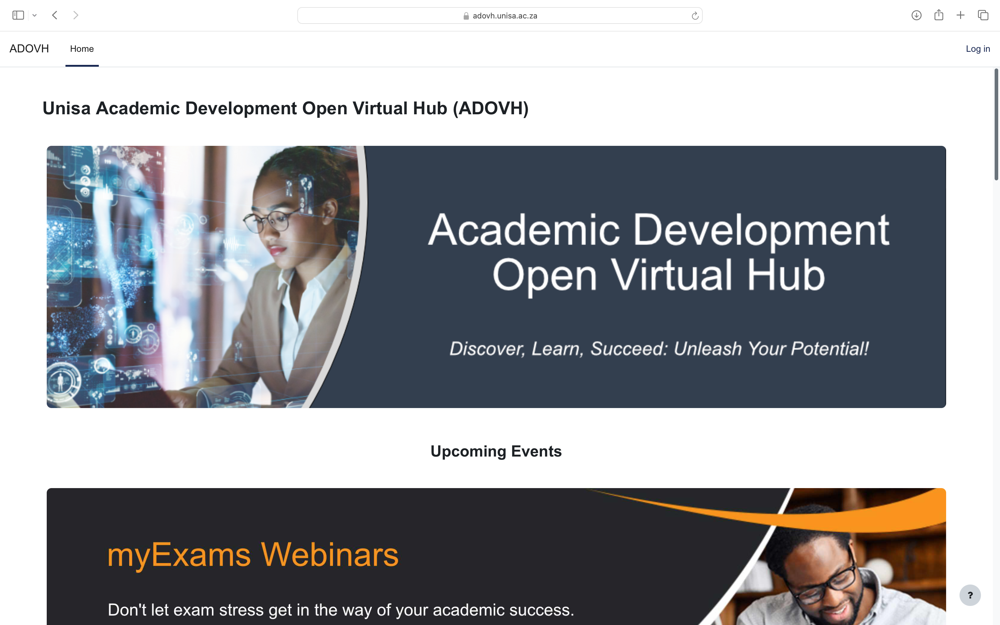 adovh.unisa.ac.za
ADOVH Home Log in
Unisa Academic Development Open Virtual Hub (ADOVH)
Academic Development
Open Virtual Hub
Discover, Learn, Succeed: Unleash Your Potential!
Upcoming Events
myExams Webinars
Don't let exam stress get in the way of your academic success.
?